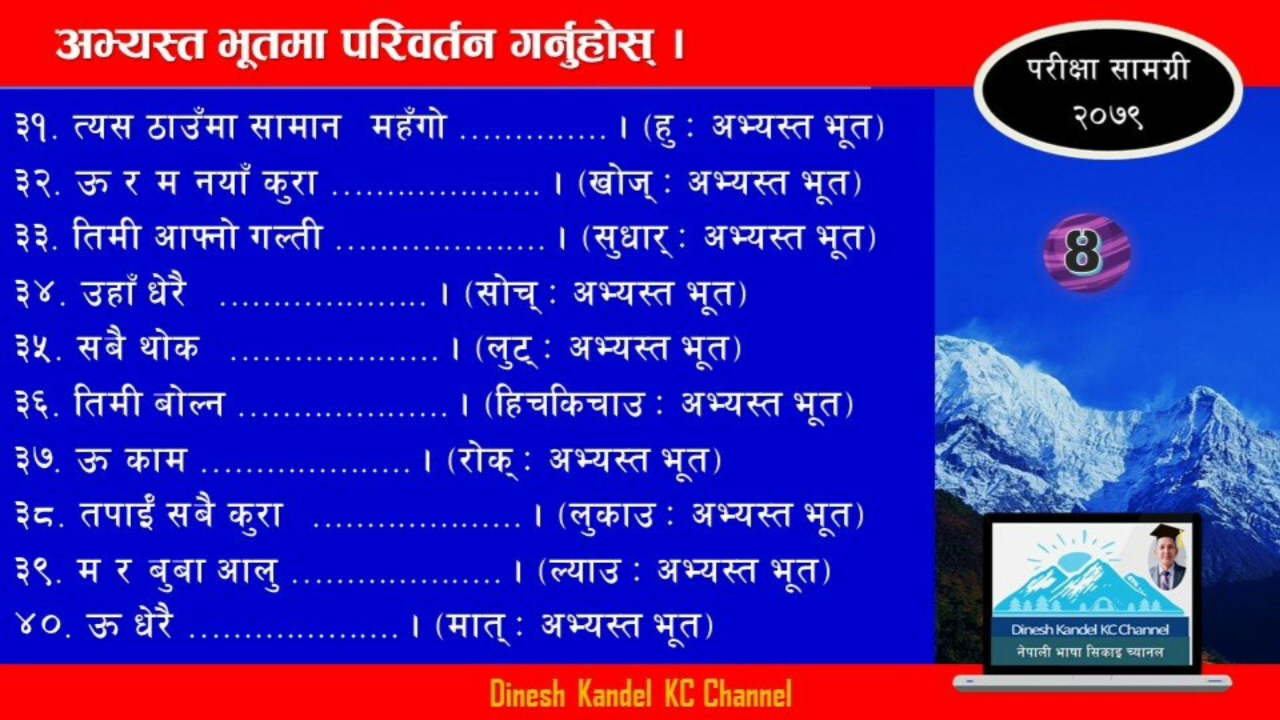 अभ्यस्त भूतमा परिवर्तन गर्नुहोस् ।
परीक्षा सामग्री
२०७९
३१. त्यस ठाउँमा सामान महँगो .............. । (हु : अभ्यस्त भूत)
३२. ऊ र म नयाँ कुरा .................... । (खोज् : अभ्यस्त भूत)
३३. तिमी आफ्नो गल्ती .................... । (सुधार् : अभ्यस्त भूत)
३४. उहाँ धेरै .................... । (सोच् : अभ्यस्त भूत)
३५. सबै थोक .................... । (लुट् : अभ्यस्त भूत)
३६. तिमी बोल्न .................... । (हिचकिचाउ : अभ्यस्त भूत)
३७. ऊ काम .................... । (रोक् : अभ्यस्त भूत)
३८. तपाईं सबै कुरा .................... । (लुकाउ : अभ्यस्त भूत)
३९. म र बुबा आलु .................... । (ल्याउ : अभ्यस्त भूत)
४०. ऊ धेरै .................... । (मात् : अभ्यस्त भूत)
8
Dinesh Kandel KC Channel
नेपाली भाषा सिकाइ च्यानल
Dinesh Kandel KC Channel